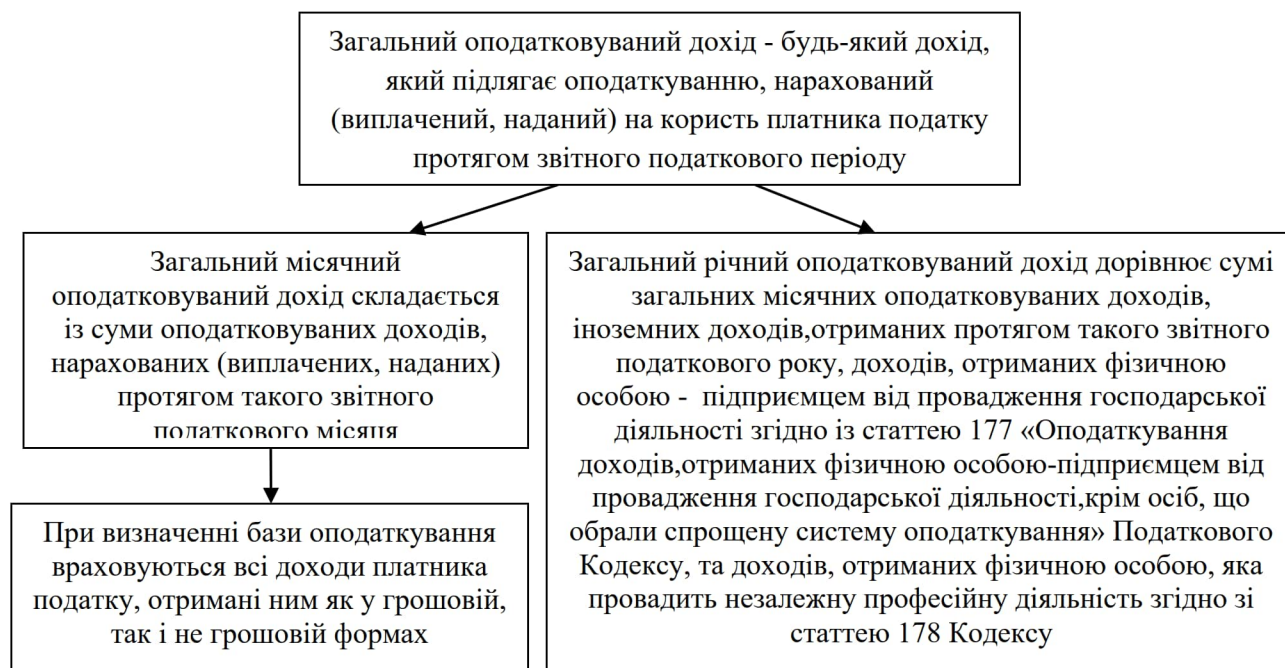 Загальний оподатковуваний дохід - будь-який дохід,
який підлягає оподаткуванню, нарахований
(виплачений, наданий) на користь платника податку
протягом звітного податкового періоду
Загальний місячний
оподатковуваний дохід складається
із суми оподатковуваних доходів,
нарахованих (виплачених, наданих)
протягом такого звітного
податкового місяця
При визначенні бази оподаткування
враховуються всі доходи платника
податку, отримані ним як у грошовій,
так і не грошовій формах
Загальний річний оподатковуваний дохід дорівнює сумі
загальних місячних оподатковуваних доходів,
іноземних доходів,отриманих протягом такого звітного
податкового року, доходів, отриманих фізичною
особою -  підприємцем від провадження господарської
діяльності згідно із статтею 177 «Оподаткування
доходів,отриманих фізичною особою-підприємцем від
провадження господарської діяльності,крім осіб, що
обрали спрощену систему оподаткування» Податкового
Кодексу, та доходів, отриманих фізичною особою, яка
провадить незалежну професійну діяльність згідно зі
статтею 178 Кодексу